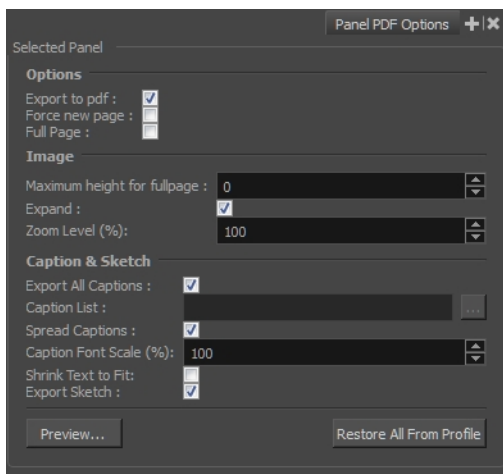 Panel PDF Options
Selected Panel
Options
Export to pdf :
Force new page :
Full Page :
Image
Maximum height for fullpage : 0
Expand :
Zoom Level (%): 100
Caption & Sketch
Export All Captions :
Caption List : ...
Spread Captions :
Caption Font Scale (%): 100
Shrink Text to Fit:
Export Sketch :
Preview... Restore All From Profile